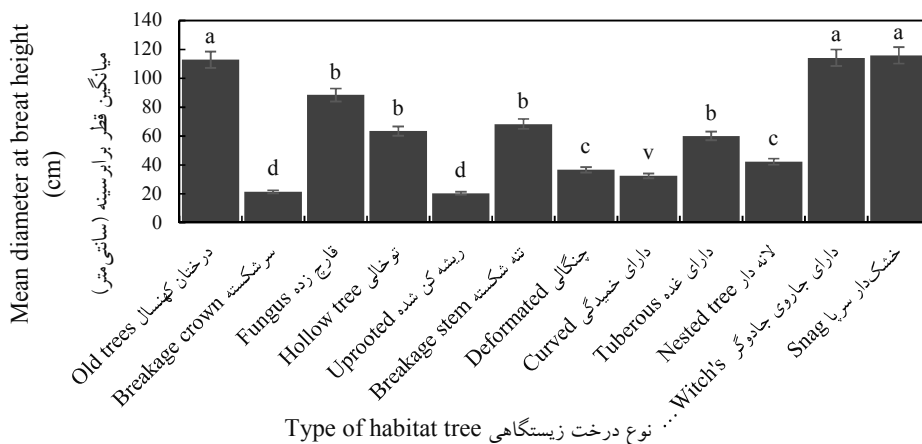 Mean diameter at breat height
(cm)
میانگین قطر برابرسینه (سانتی‌متر)
140
120
100
80
60
40
20
0
a
d
b
b
d
b
c
v
b
c
a
a
Old trees درختان کهنسال
Breakage crown سرشکسته
Fungus قارچ زده
Hollow tree توخالی
Uprooted ریشه کن شده
Breakage stem تنه شکسته
Deformated چنگالی
Curved دارای خمیدگی
Tuberous دارای غده
Nested tree لانه دار
… Witch's دارای جاروی جادوگر
Snag خشک‌دار سرپا
Type of habitat tree نوع درخت زیستگاهی